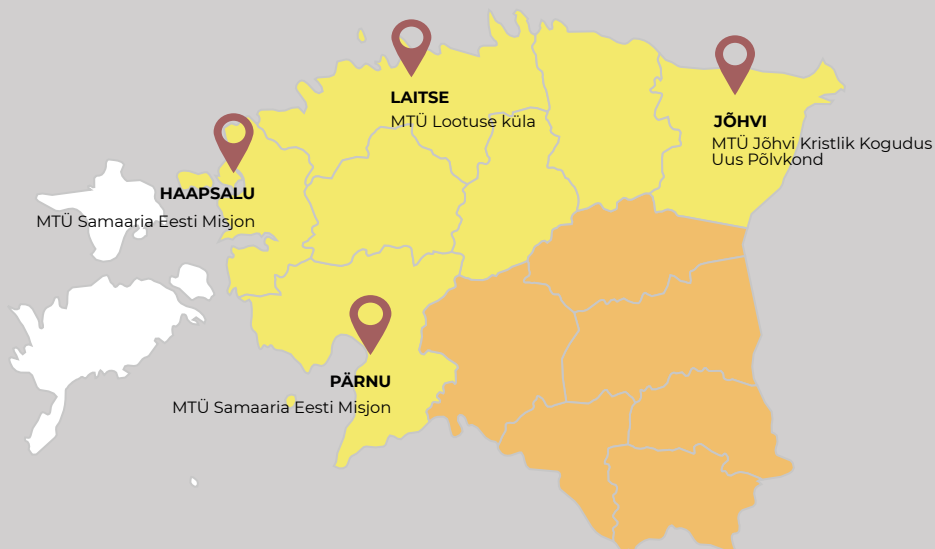 LAITSE
MTÜ Lootuse küla
JÕHVI
MTÜ Jõhvi Kristlik Kogudus
Uus Põlvkond
HAAPSALU
MTÜ Samaaria Eesti Misjon
PÄRNU
MTÜ Samaaria Eesti Misjon